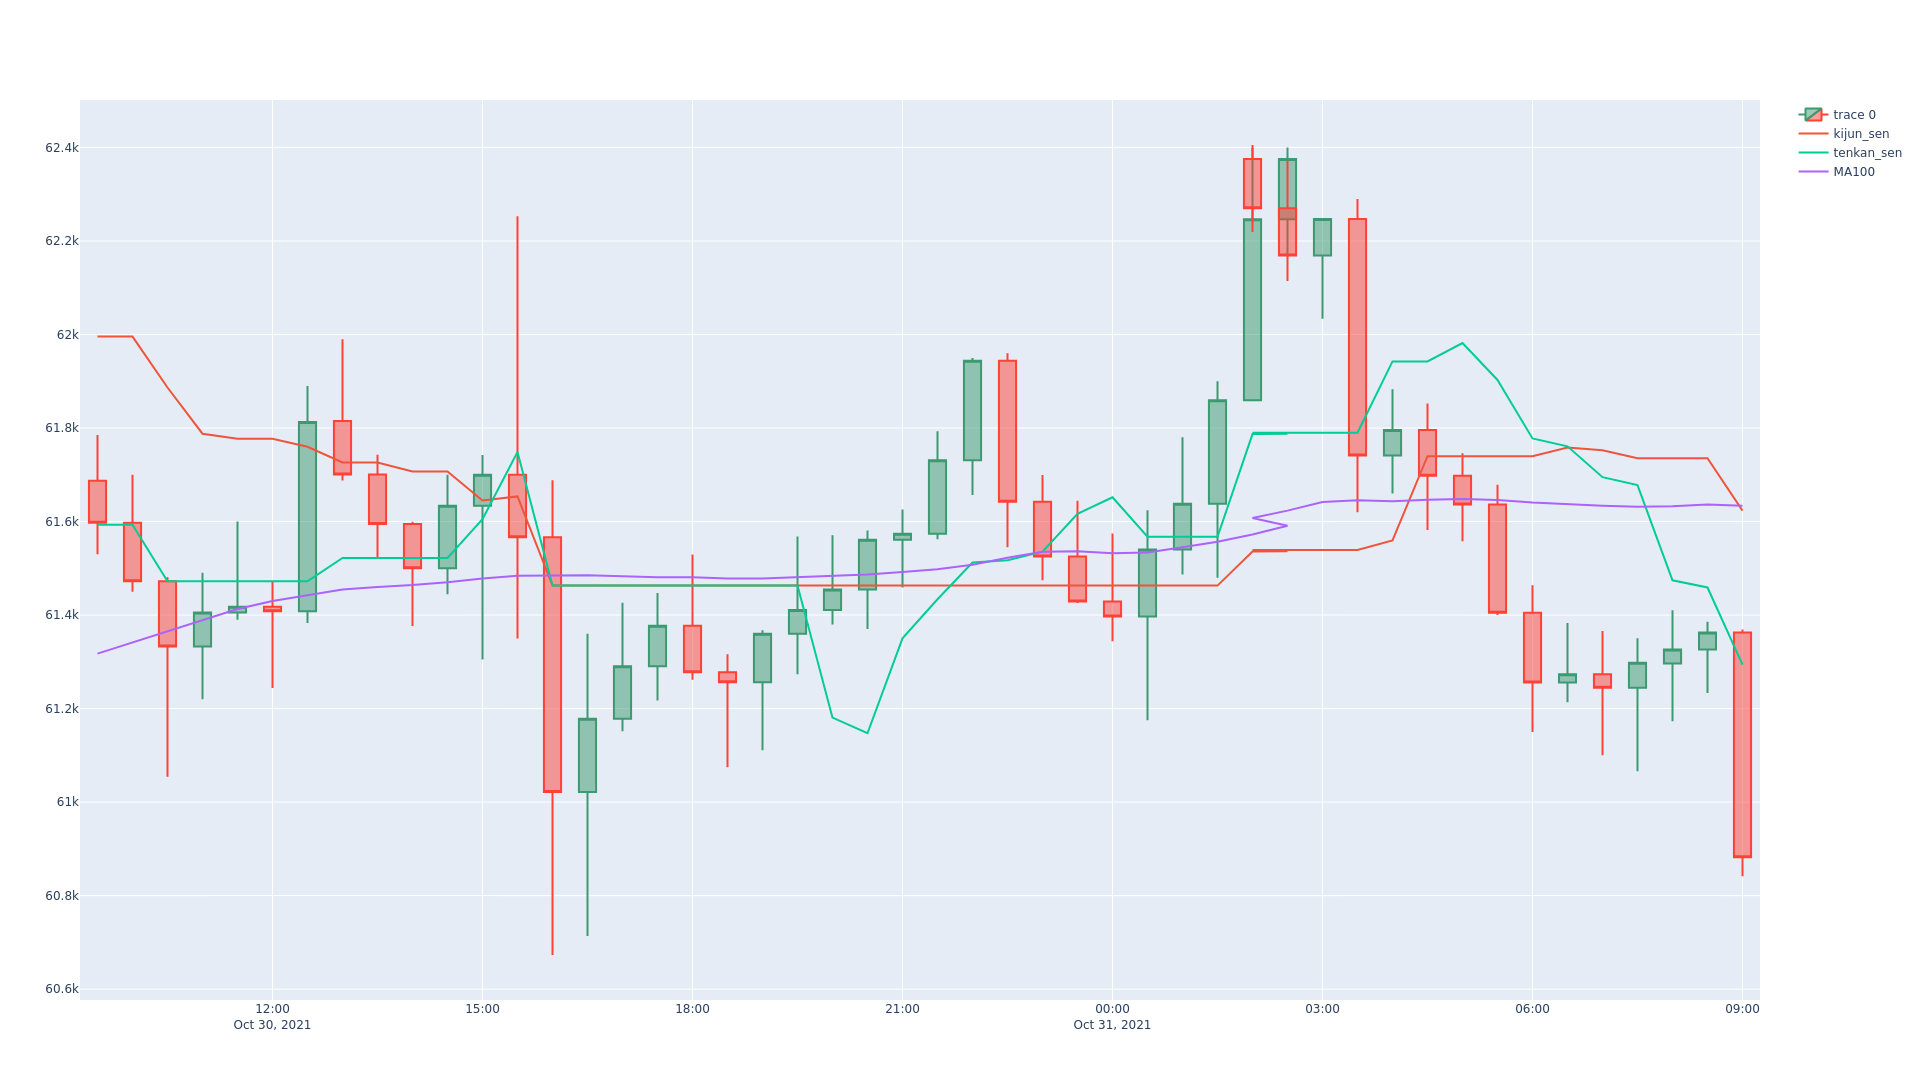 trace 0
kijun_sen
tenkan_sen
MA100
62.4k
62.2k
62k
61.8k
61.6k
61.4k
61.2k
61k
60.8k
60.6k
12:00 15:00 18:00 21:00 00:00 03:00 06:00 09:00
Oct 30, 2021 Oct 31, 2021